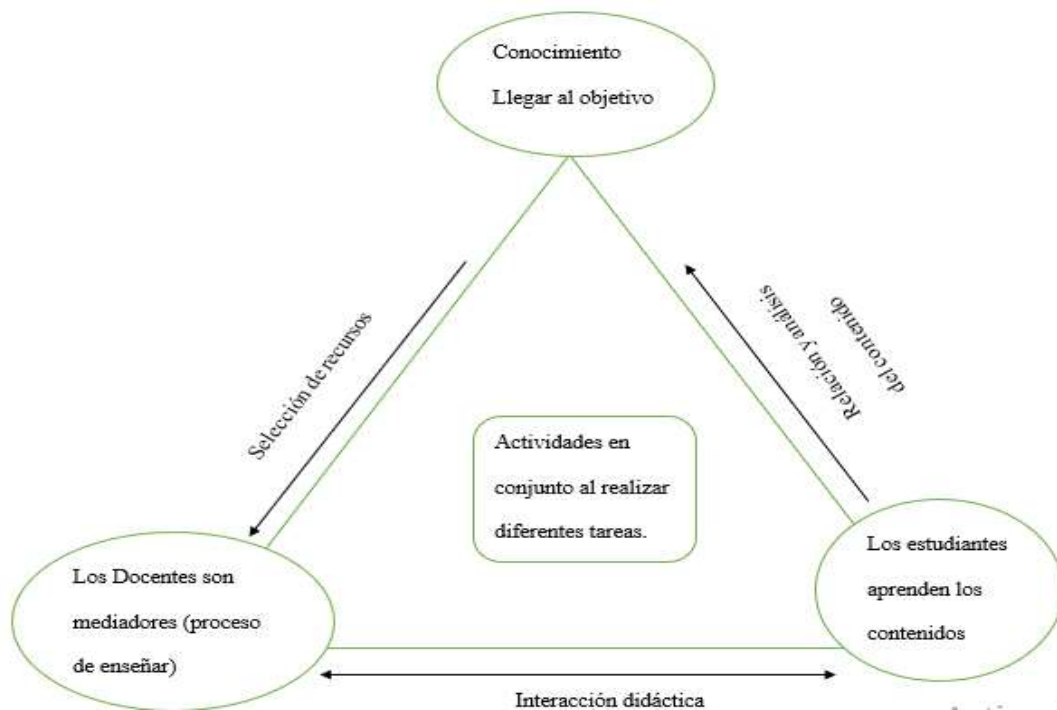 Conocimiento
Llegar al objetivo
Selección de recursos
Relación y análisis
del contenido
Actividades en
conjunto al realizar
diferentes tareas.
Los Docentes son
mediadores (proceso
de enseñar)
Los estudiantes
aprenden los
contenidos
Interacción didáctica